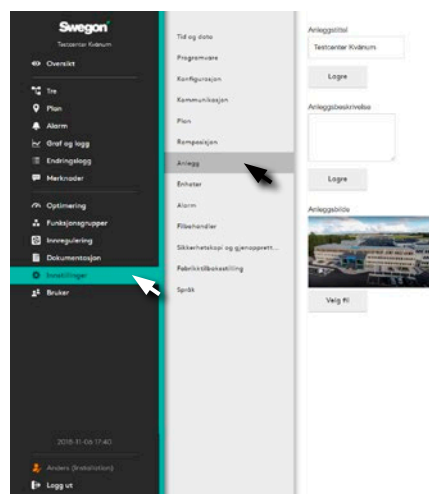 Swegon
Testcenter Kvänum
Oversikt
Tre
Plan
Alarm
Graf og logg
Endringslogg
Merknader
Optimering
Funksjonsgrupper
Innregulering
Dokumentasjon
Innstillinger
Bruker
2018-11-06 17:40
Anders (Installation)
Logg ut
Tid og dato
Programvare
Konfigurasjon
Kommunikasjon
Plan
Romposisjon
Anlegg
Enheter
Alarm
Filbehandler
Sikkerhetskopi og gjenopprett...
Fabrikktilbakestilling
Språk
Anleggstittel
Testcenter Kvänum
Lagre
Anleggsbeskrivelse
Lagre
Anleggsbilde
Velg fil